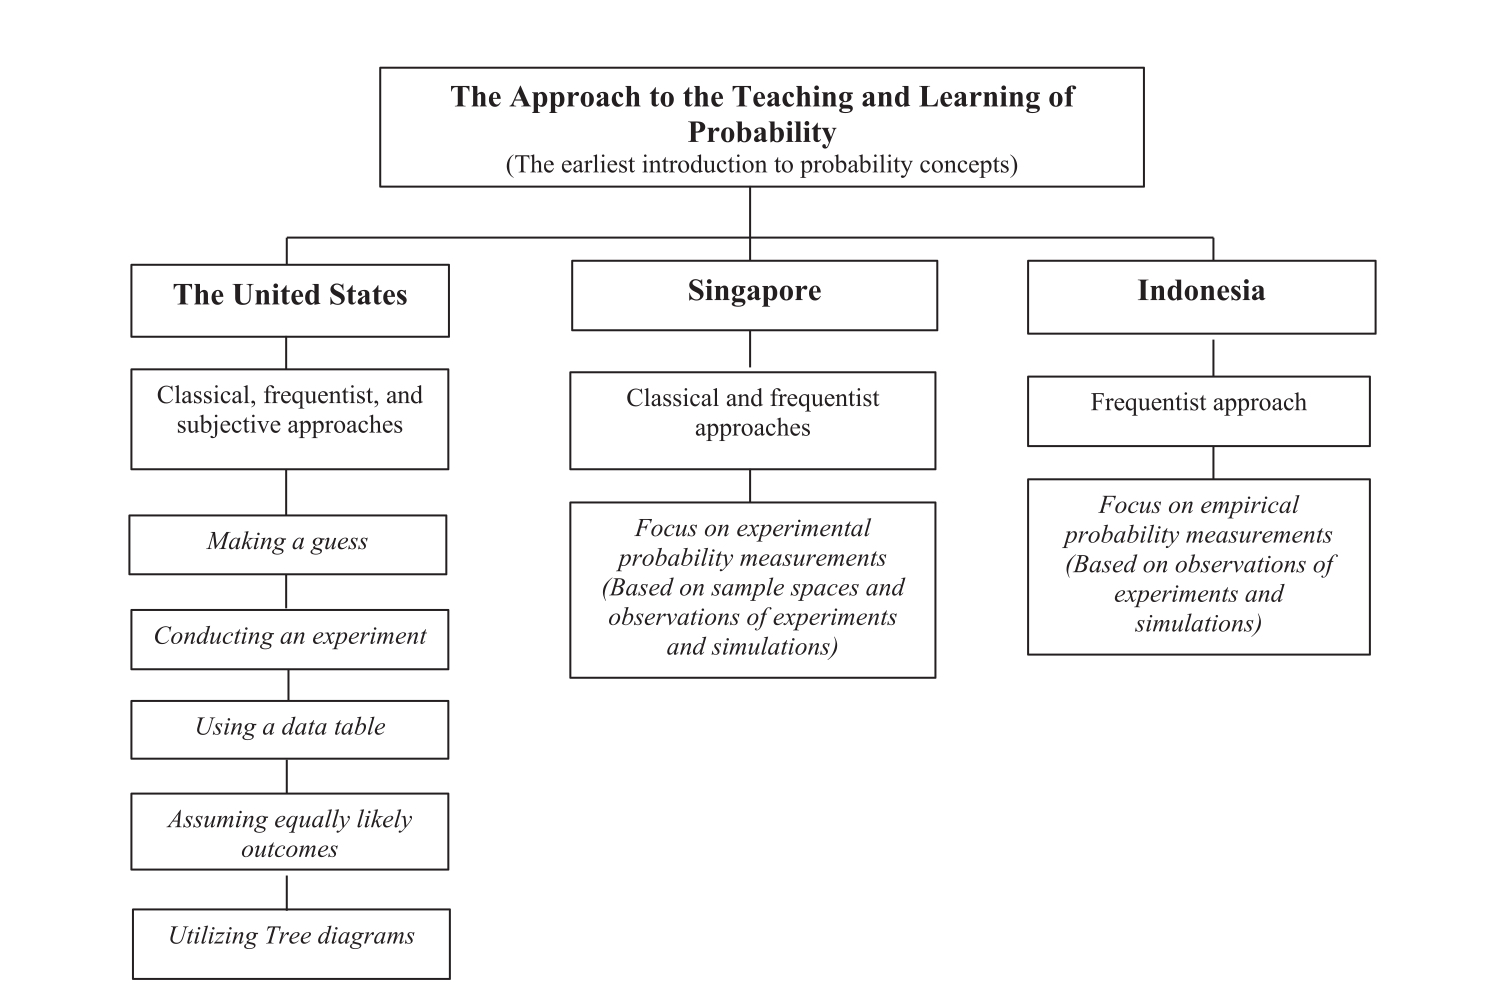 The Approach to the Teaching and Learning of
Probability
(The earliest introduction to probability concepts)
The United States
Classical, frequentist, and
subjective approaches
Making a guess
Conducting an experiment
Using a data table
Assuming equally likely
outcomes
Utilizing Tree diagrams
Singapore
Classical and frequentist
approaches
Focus on experimental
probability measurements
(Based on sample spaces and
observations of experiments
and simulations)
Indonesia
Frequentist approach
Focus on empirical
probability measurements
(Based on observations of
experiments and
simulations)